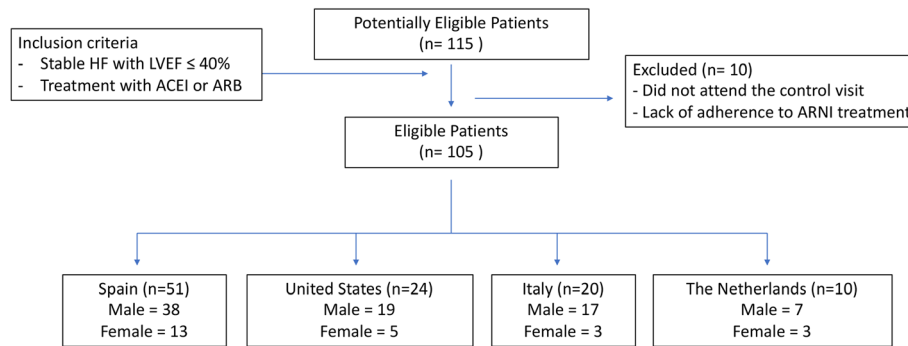 Potentially Eligible Patients
(n= 115 )
Inclusion criteria
- Stable HF with LVEF ≤ 40%
- Treatment with ACEI or ARB
Excluded (n= 10)
- Did not attend the control visit
- Lack of adherence to ARNI treatment
Eligible Patients
(n= 105 )
Spain (n=51)
Male = 38
Female = 13
United States (n=24)
Male = 19
Female = 5
Italy (n=20)
Male = 17
Female = 3
The Netherlands (n=10)
Male = 7
Female = 3